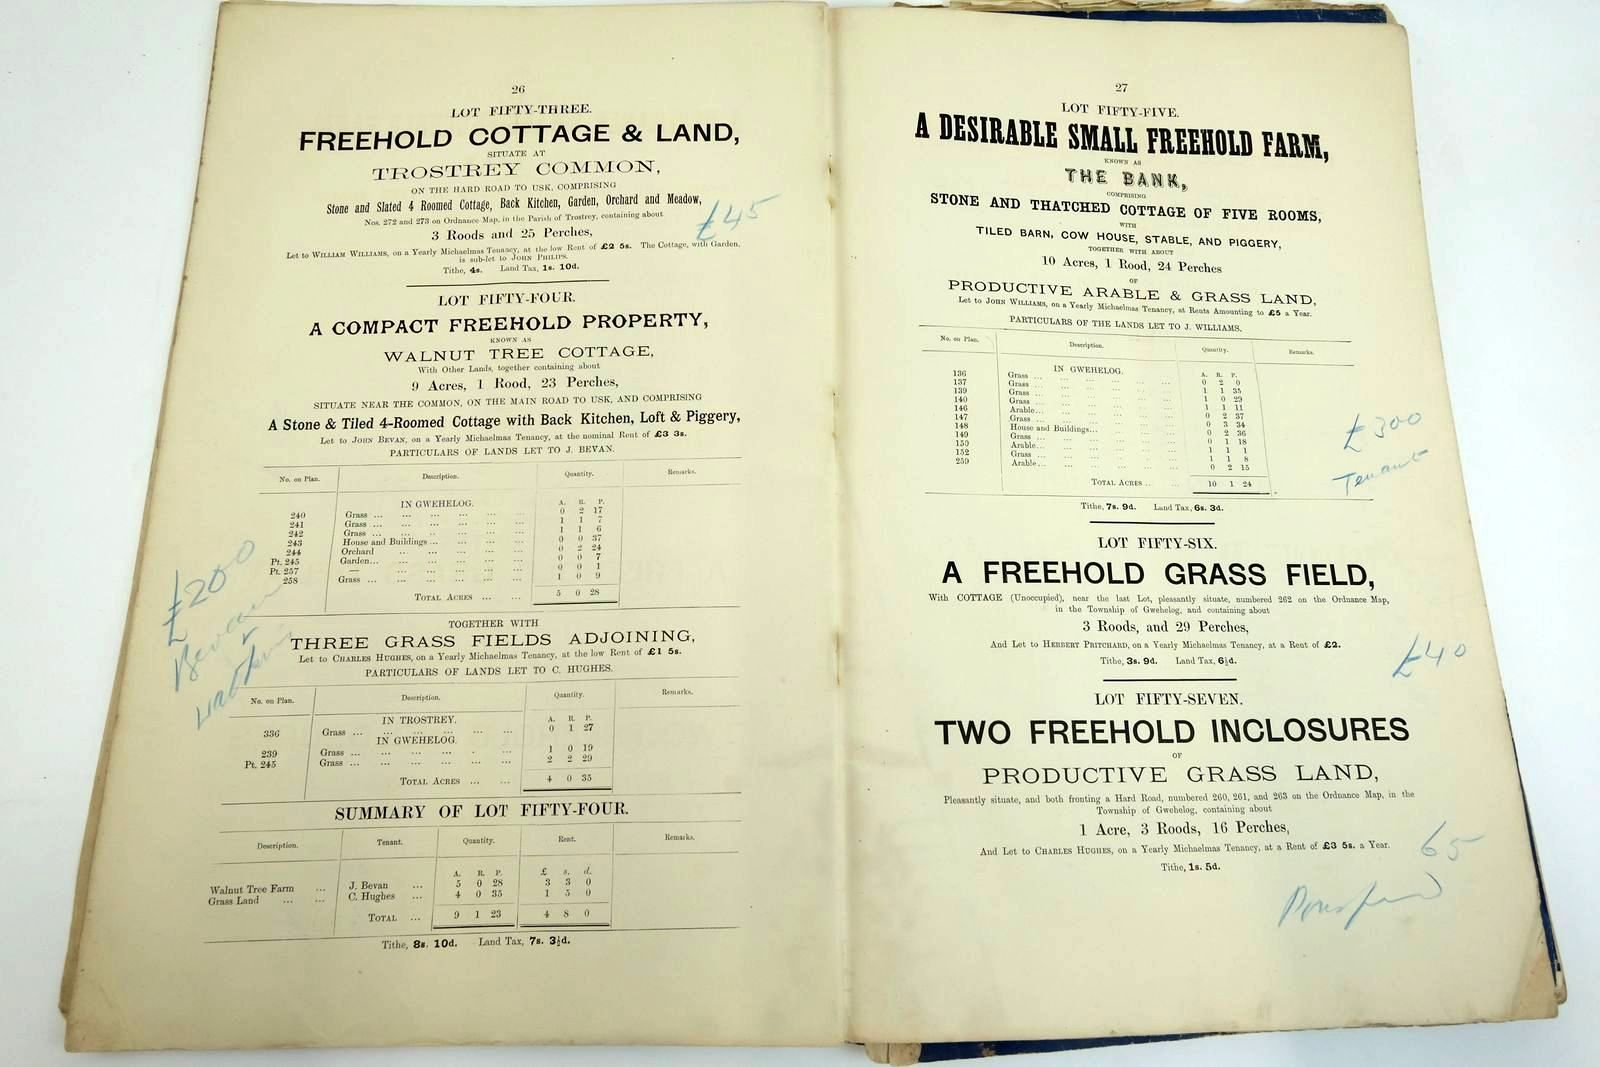 26
LOT FIFTY-THREE.
FREEHOLD COTTAGE & LAND,
SITUATE AT
TROSTREY COMMON,
ON THE HARD ROAD TO USK, COMPRISING
Stone and Slated 4 Roomed Cottage, Back Kitchen, Garden, Orchard and Meadow,
Nos. 272 and 273 on Ordnance Map, in the Parish of Trostrey, containing about
3 Roods and 25 Perches,
Let to WILLIAM WILLIAMS, on a Yearly Michaelmas Tenancy, at the low Rent of £2 5s. The Cottage, with Garden,
is sub-let to JOHN PHILIPS.
Tithe, 4s. Land Tax, 1s. 10d.
£45
LOT FIFTY-FOUR.
A COMPACT FREEHOLD PROPERTY,
KNOWN AS
WALNUT TREE COTTAGE,
With Other Lands, together containing about
9 Acres, 1 Rood, 23 Perches,
SITUATE NEAR THE COMMON, ON THE MAIN ROAD TO USK, AND COMPRISING
A Stone & Tiled 4-Roomed Cottage with Back Kitchen, Loft & Piggery,
Let to JOHN BEVAN, on a Yearly Michaelmas Tenancy, at the nominal Rent of £3 3s.
PARTICULARS OF LANDS LET TO J. BEVAN.
No. on Plan. Description. Quantity. Remarks.
IN GWEHELOG. A. R. P.
240 Grass ... ... ... ... ... 0 2 17
241 Grass ... ... ... ... ... 1 1 7
242 Grass ... ... ... ... ... 1 1 6
243 House and Buildings ... ... ... ... 0 0 37
244 Orchard ... ... ... ... 0 2 24
Pt. 245 Garden... ... ... ... ... 0 0 7
Pt. 257 — ... ... ... ... 0 0 1
258 Grass ... ... ... ... ... 1 0 9
TOTAL ACRES ... ... 5 0 28
£200
TOGETHER WITH
THREE GRASS FIELDS ADJOINING,
Let to CHARLES HUGHES, on a Yearly Michaelmas Tenancy, at the low Rent of £1 5s.
PARTICULARS OF LANDS LET TO C. HUGHES.
No. on Plan. Description. Quantity. Remarks.
IN TROSTREY. A. R. P.
336 Grass ... ... ... ... ... 0 1 27
IN GWEHELOG.
239 Grass ... ... ... ... ... 1 0 19
Pt. 245 Grass ... ... ... ... ... 2 2 29
TOTAL ACRES ... ... 4 0 35
SUMMARY OF LOT FIFTY-FOUR.
Description. Tenant. Quantity. Rent. Remarks.
A. R. P. £ s. d.
Walnut Tree Farm ... J. Bevan ... 5 0 28 3 3 0
Grass Land ... ... C. Hughes ... 4 0 35 1 5 0
TOTAL ... 9 1 23 4 8 0
Tithe, 8s. 10d. Land Tax, 7s. 3½d.
27
LOT FIFTY-FIVE.
A DESIRABLE SMALL FREEHOLD FARM,
KNOWN AS
THE BANK,
COMPRISING
STONE AND THATCHED COTTAGE OF FIVE ROOMS,
WITH
TILED BARN, COW HOUSE, STABLE, AND PIGGERY,
TOGETHER WITH ABOUT
10 Acres, 1 Rood, 24 Perches
OF
PRODUCTIVE ARABLE & GRASS LAND,
Let to JOHN WILLIAMS, on a Yearly Michaelmas Tenancy, at Rents Amounting to £5 a Year.
PARTICULARS OF THE LANDS LET TO J. WILLIAMS.
No. on Plan. Description. Quantity. Remarks.
IN GWEHELOG. A. R. P.
136 Grass ... ... ... ... ... 0 2 0
137 Grass ... ... ... ... ... 1 1 35
139 Grass ... ... ... ... ... 1 0 29
140 Grass ... ... ... ... ... 1 1 11
146 Arable... ... ... ... ... 0 2 37
147 Grass ... ... ... ... ... 0 3 34
148 House and Buildings... ... ... ... 0 2 36
149 Grass ... ... ... ... ... 0 1 18
150 Arable... ... ... ... ... 1 1 1
152 Grass ... ... ... ... ... 1 1 8
259 Arable... ... ... ... ... 0 2 15
TOTAL ACRES ... ... 10 1 24
Tithe, 7s. 9d. Land Tax, 6s. 3d.
£300
Tenant
LOT FIFTY-SIX.
A FREEHOLD GRASS FIELD,
With COTTAGE (Unoccupied), near the last Lot, pleasantly situate, numbered 262 on the Ordnance Map,
in the Township of Gwehelog, and containing about
3 Roods, and 29 Perches,
And Let to HERBERT PRITCHARD, on a Yearly Michaelmas Tenancy, at a Rent of £2.
Tithe, 3s. 9d. Land Tax, 6½d.
£40
LOT FIFTY-SEVEN.
TWO FREEHOLD INCLOSURES
OF
PRODUCTIVE GRASS LAND,
Pleasantly situate, and both fronting a Hard Road, numbered 260, 261, and 263 on the Ordnance Map, in the
Township of Gwehelog, containing about
1 Acre, 3 Roods, 16 Perches,
And Let to CHARLES HUGHES, on a Yearly Michaelmas Tenancy, at a Rent of £3 5s. a Year.
Tithe, 1s. 5d.
65